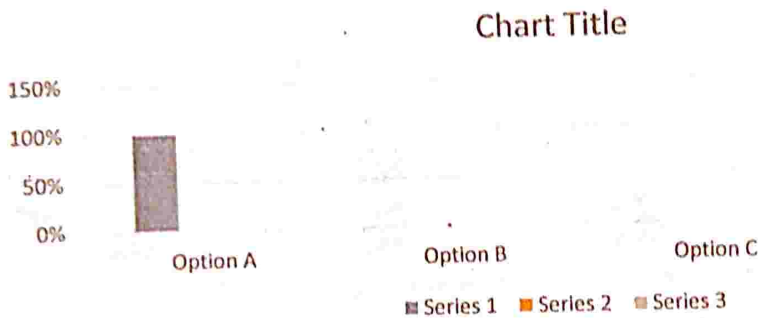 Chart Title
150%
100%
50%
0%
Option A Option B Option C
Series 1 Series 2 Series 3